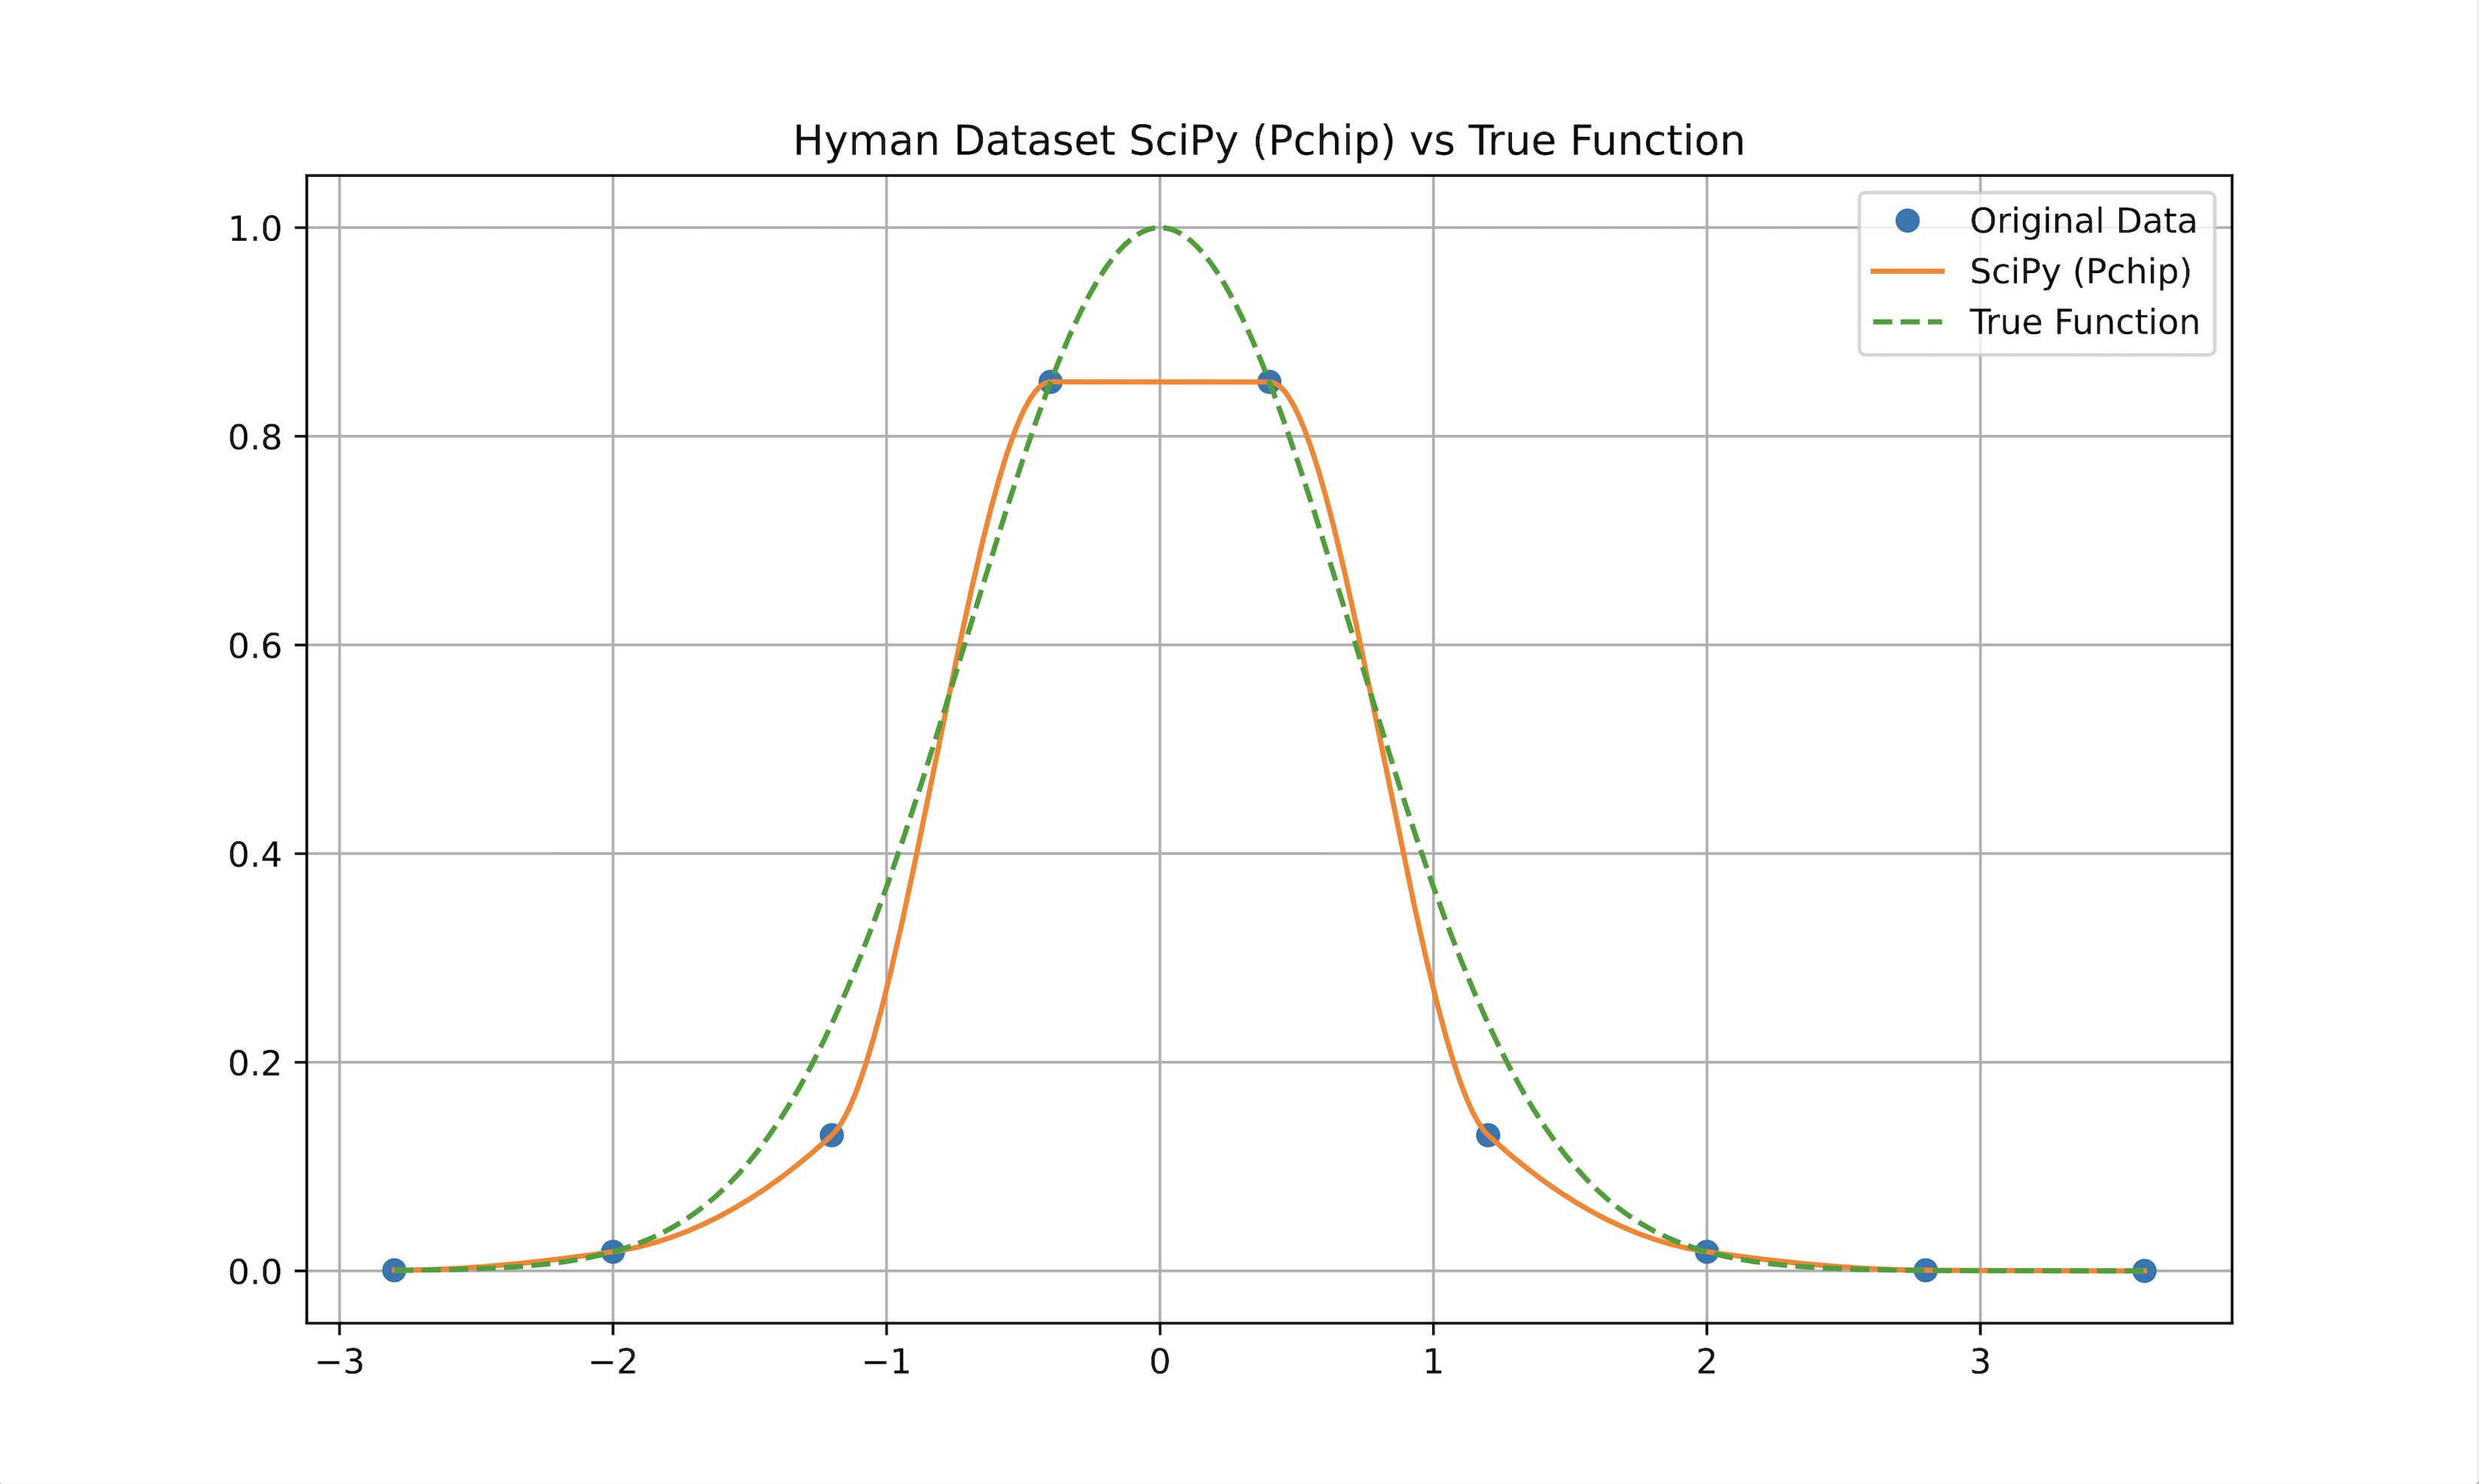 Hyman Dataset SciPy (Pchip) vs True Function
Original Data
SciPy (Pchip)
True Function
1.0
0.8
0.6
0.4
0.2
0.0
−3 −2 −1 0 1 2 3